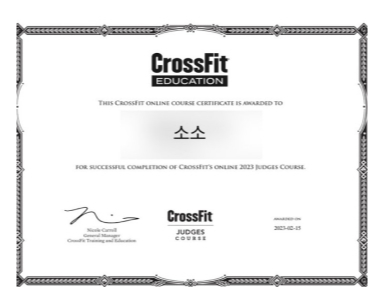 CrossFit
EDUCATION
THIS CROSSFIT ONLINE COURSE CERTIFICATE IS AWARDED TO
소소
FOR SUCCESSFUL COMPLETION OF CROSSFIT'S ONLINE 2023 JUDGES COURSE.
Nicole Carroll
General Manager
CrossFit Training and Education
CrossFit
JUDGES
COURSE
AWARDED ON
2023-02-15